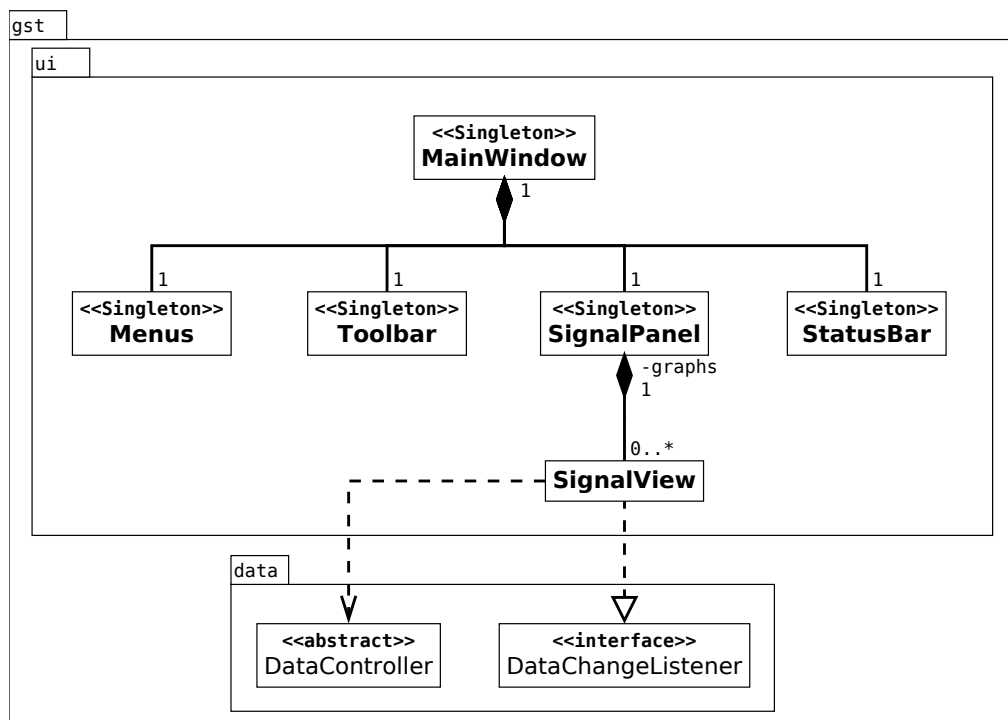 gst
ui
<<Singleton>>
MainWindow
1
1
1
1
1
<<Singleton>>
Menus
<<Singleton>>
Toolbar
<<Singleton>>
SignalPanel
<<Singleton>>
StatusBar
-graphs
1
0..*
SignalView
data
<<abstract>>
DataController
<<interface>>
DataChangeListener